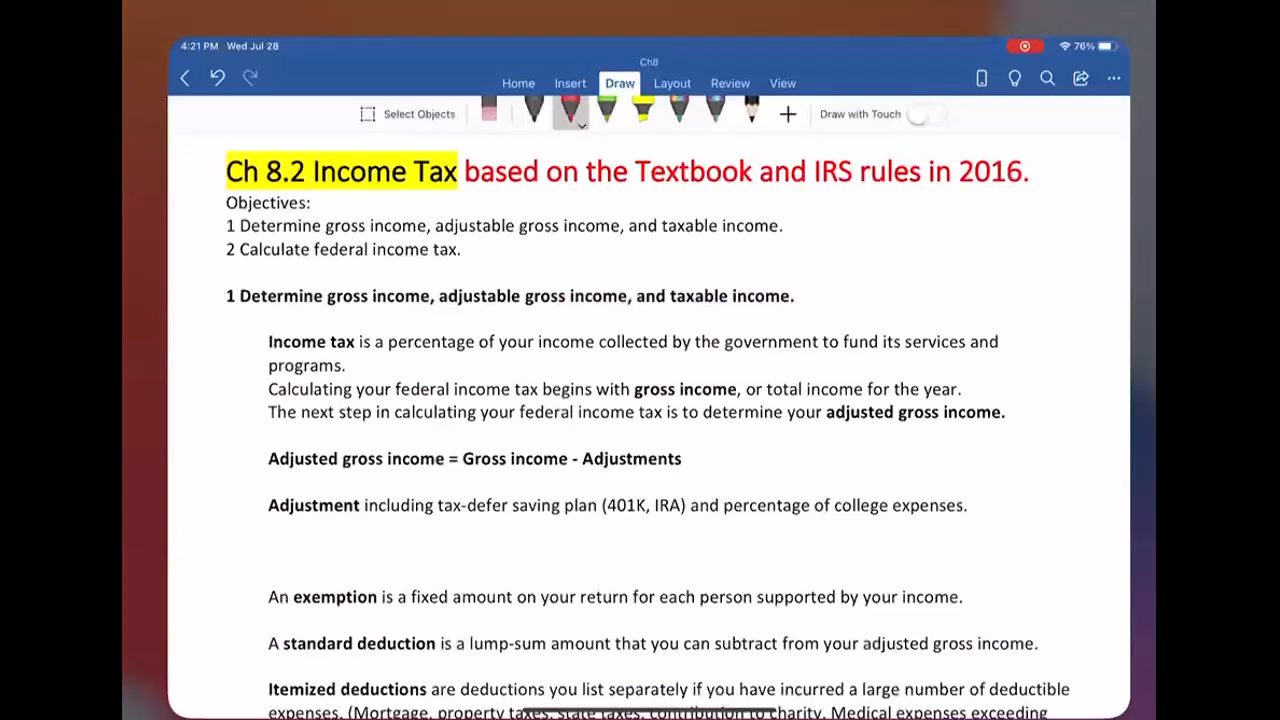 4:21 PM Wed Jul 28
76%
Ch8
Home Insert Draw Layout Review View
Select Objects
Draw with Touch
Ch 8.2 Income Tax based on the Textbook and IRS rules in 2016.
Objectives:
1 Determine gross income, adjustable gross income, and taxable income.
2 Calculate federal income tax.
1 Determine gross income, adjustable gross income, and taxable income.
Income tax is a percentage of your income collected by the government to fund its services and
programs.
Calculating your federal income tax begins with gross income, or total income for the year.
The next step in calculating your federal income tax is to determine your adjusted gross income.
Adjusted gross income = Gross income - Adjustments
Adjustment including tax-defer saving plan (401K, IRA) and percentage of college expenses.
An exemption is a fixed amount on your return for each person supported by your income.
A standard deduction is a lump-sum amount that you can subtract from your adjusted gross income.
Itemized deductions are deductions you list separately if you have incurred a large number of deductible
expenses. (Mortgage, property taxes, state taxes, contribution to charity, Medical expenses exceeding